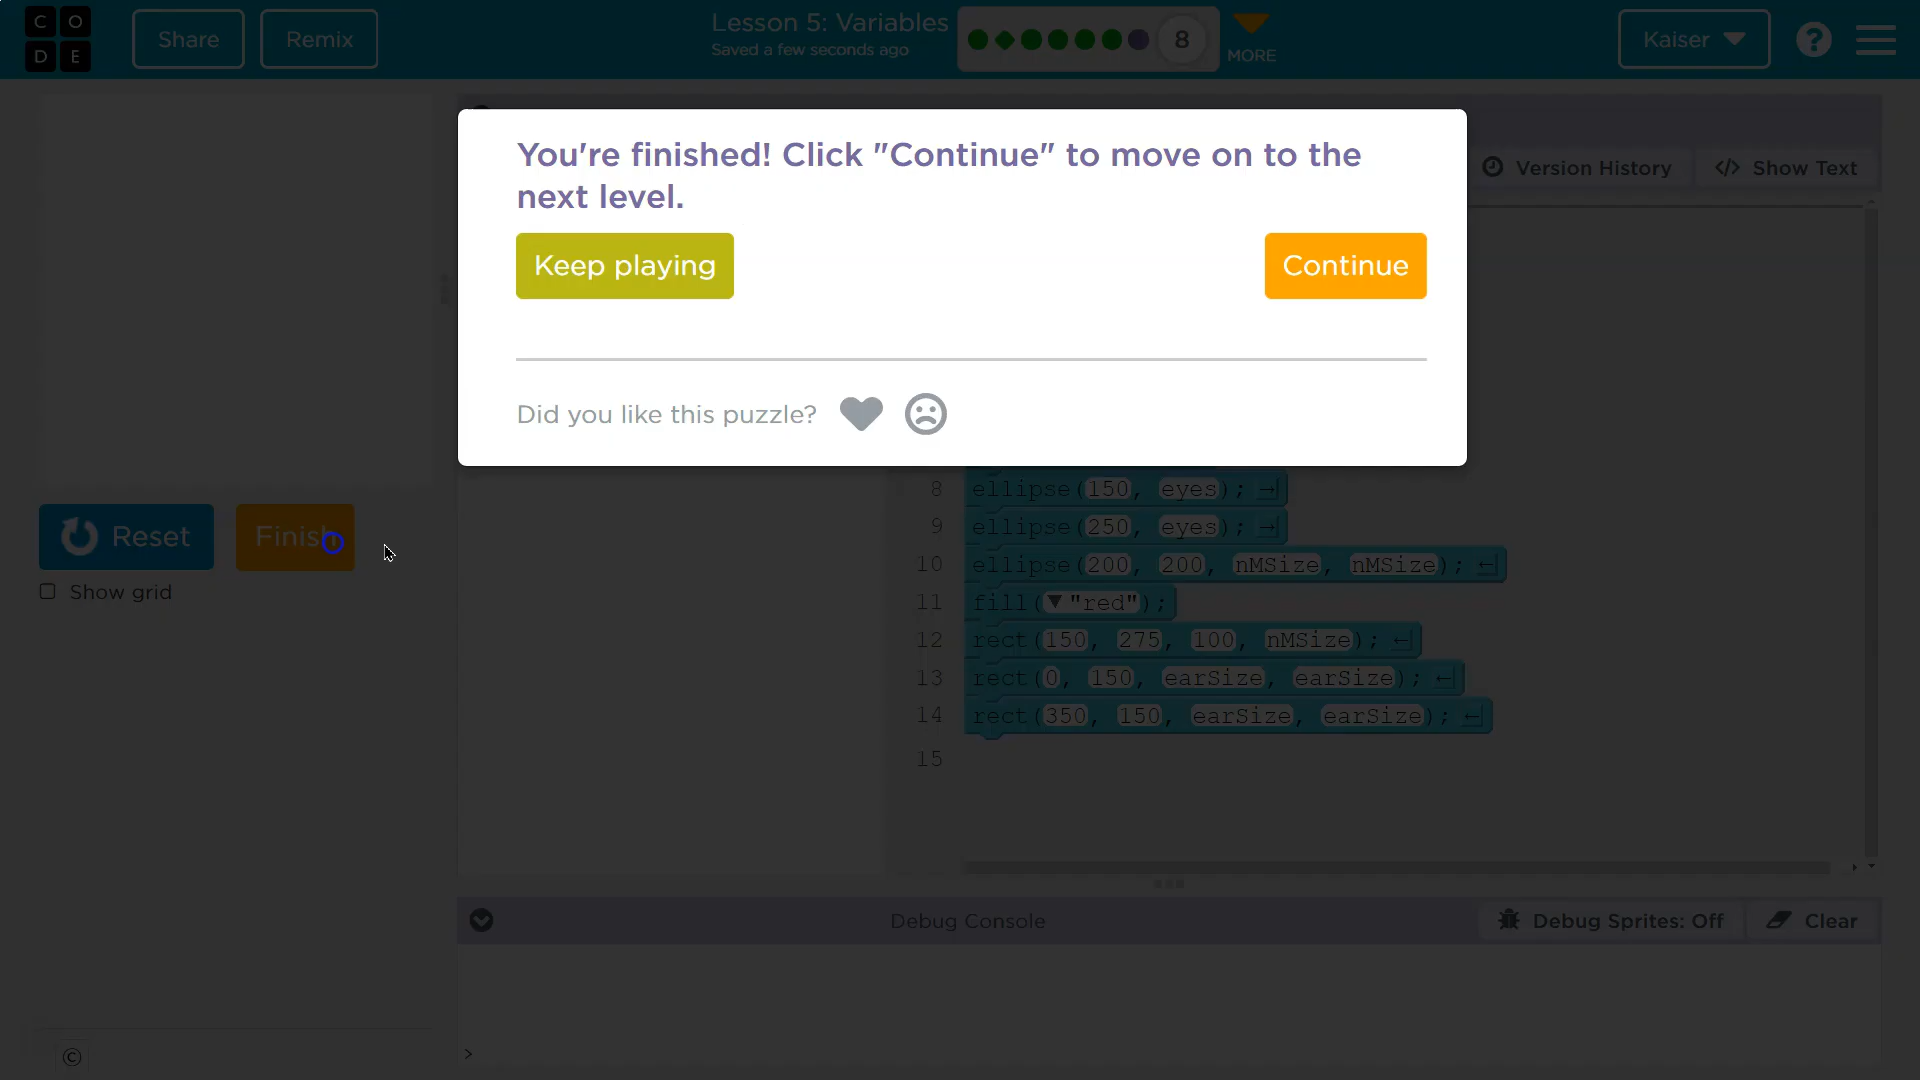 C O
D E
Share
Remix
Lesson 5: Variables
Saved a few seconds ago
8
MORE
Kaiser
?
You're finished! Click "Continue" to move on to the
next level.
Keep playing
Continue
Did you like this puzzle?
Version History
</> Show Text
Reset
Finish
Show grid
8 ellipse(150, eyes);
9 ellipse(250, eyes);
10 ellipse(200, 200, nMSize, nMSize);
11 fill("red");
12 rect(150, 275, 100, nMSize);
13 rect(0, 150, earSize, earSize);
14 rect(350, 150, earSize, earSize);
15
Debug Console
Debug Sprites: Off
Clear
>
©